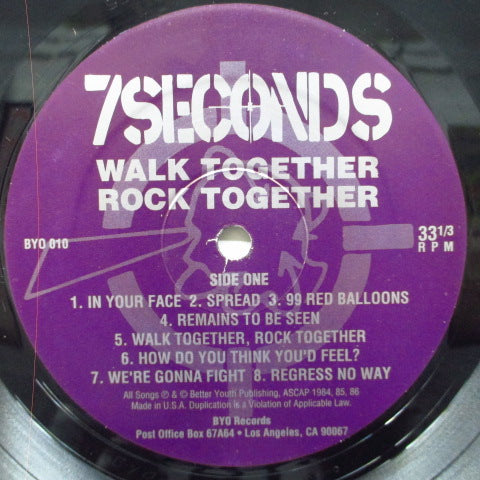 7SECONDS
WALK TOGETHER
ROCK TOGETHER
BYO 010
33 1/3
RPM
SIDE ONE
1. IN YOUR FACE 2. SPREAD 3. 99 RED BALLOONS
4. REMAINS TO BE SEEN
5. WALK TOGETHER, ROCK TOGETHER
6. HOW DO YOU THINK YOU'D FEEL?
7. WE'RE GONNA FIGHT 8. REGRESS NO WAY
All Songs ℗ & © Better Youth Publishing, ASCAP 1984, 85, 86
Made in U.S.A. Duplication is a Violation of Applicable Law.
BYO Records
Post Office Box 67A64 • Los Angeles, CA 90067